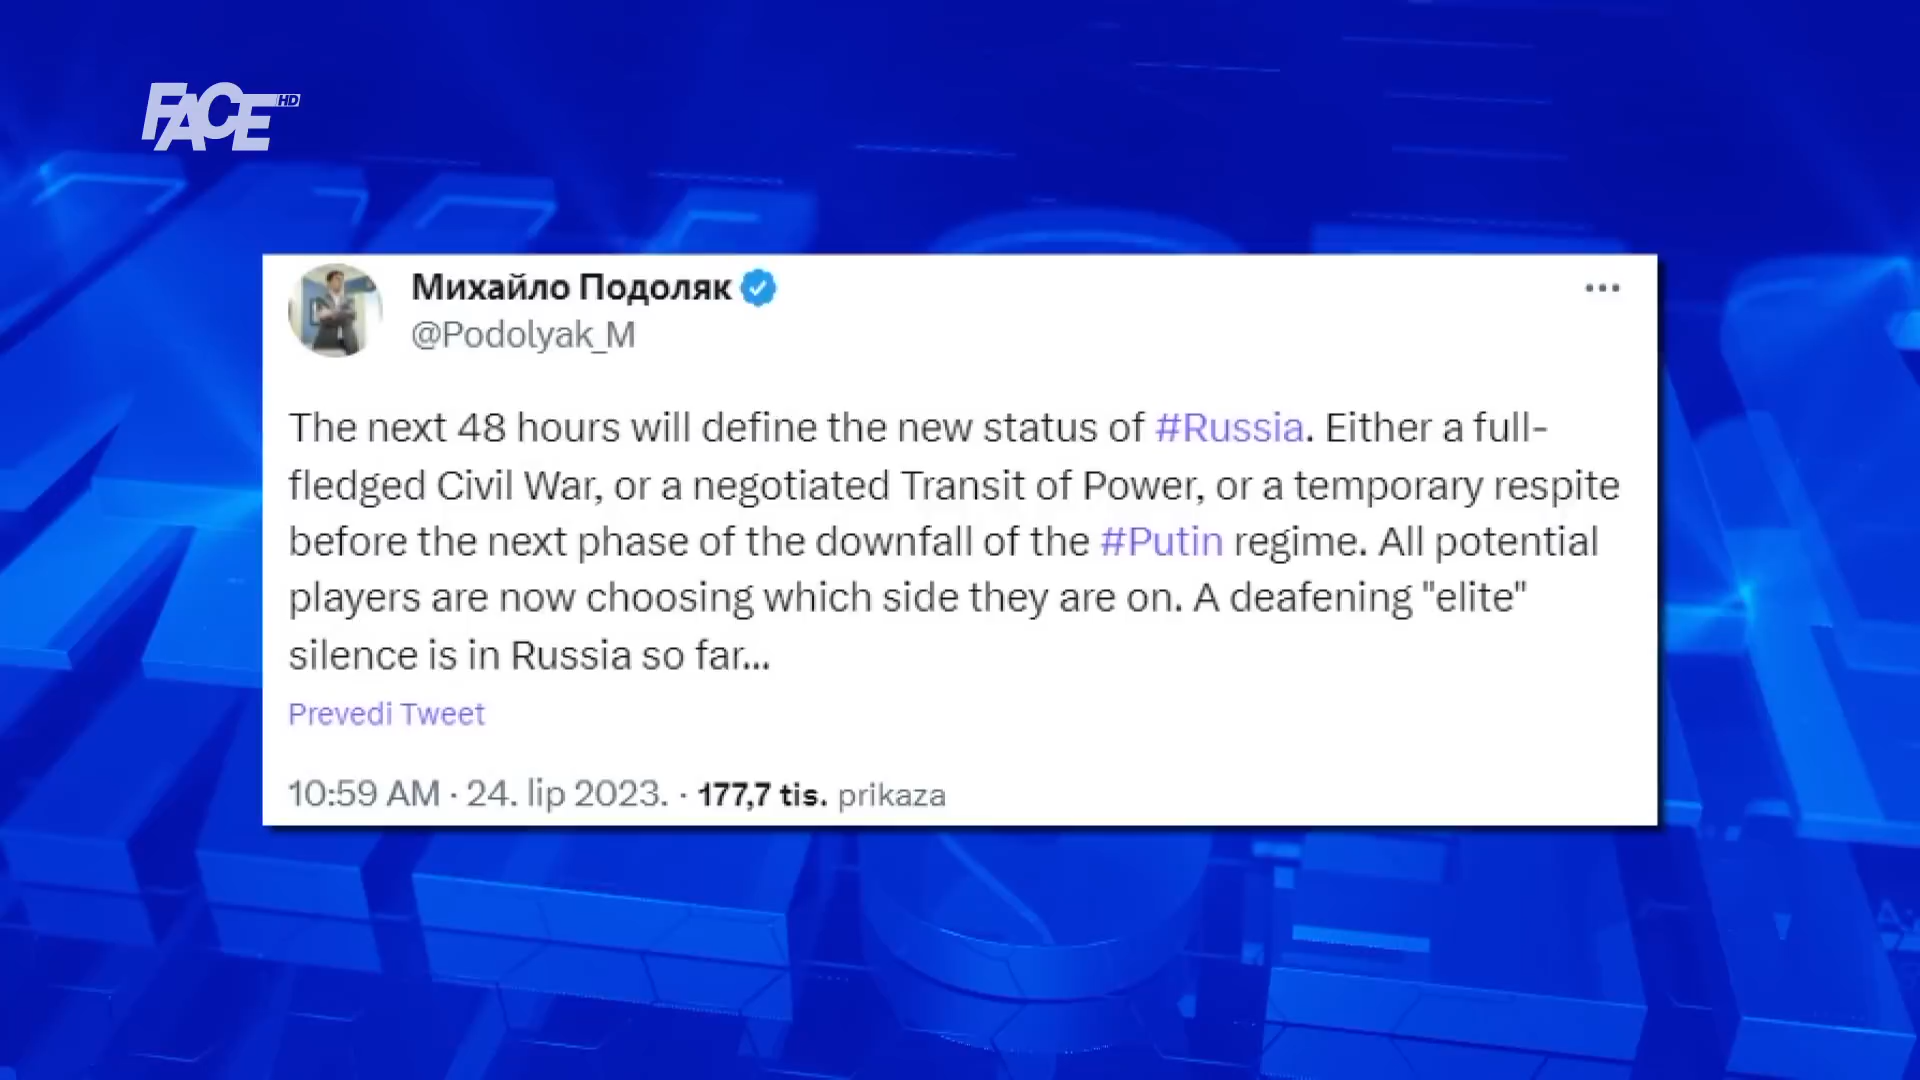 FACE HD
Михайло Подоляк
@Podolyak_M
The next 48 hours will define the new status of #Russia. Either a full-
fledged Civil War, or a negotiated Transit of Power, or a temporary respite
before the next phase of the downfall of the #Putin regime. All potential
players are now choosing which side they are on. A deafening "elite"
silence is in Russia so far...
Prevedi Tweet
10:59 AM · 24. lip 2023. · 177,7 tis. prikaza